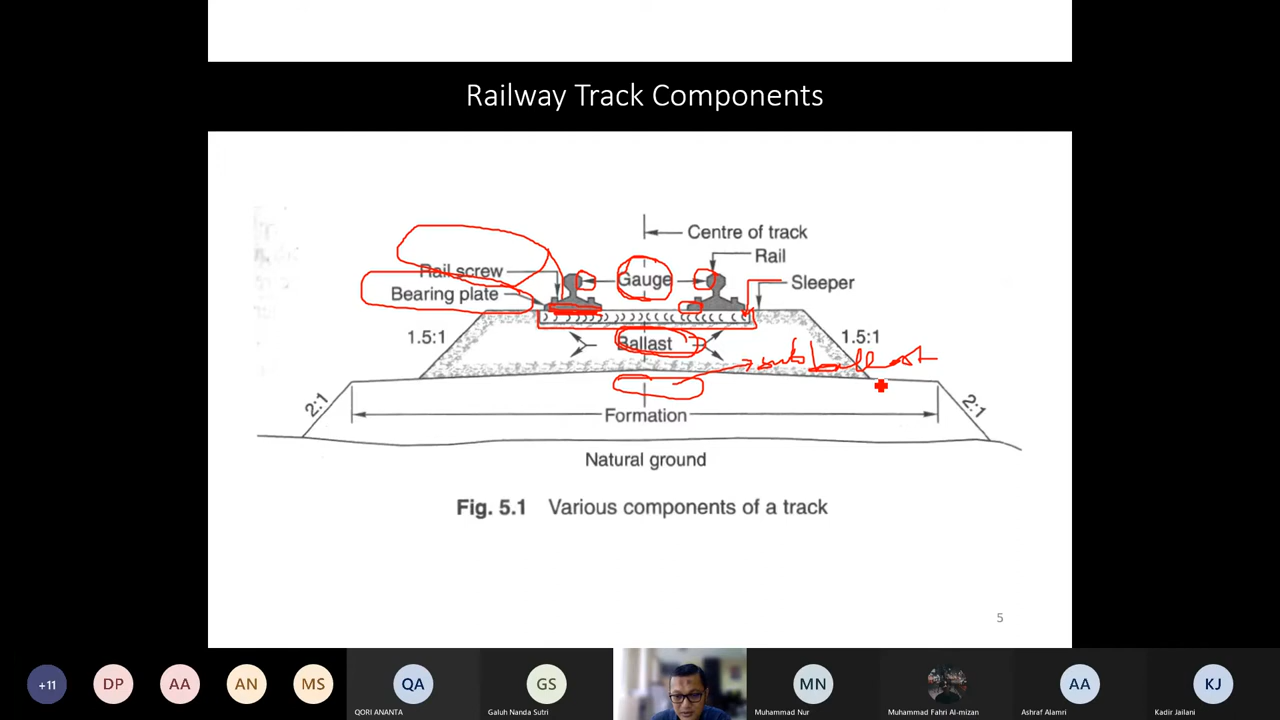 Railway Track Components
Centre of track
Rail
Rail screw
Gauge
Sleeper
Bearing plate
1.5:1
Ballast
1.5:1
sub ballast
2:1
Formation
2:1
Natural ground
Fig. 5.1 Various components of a track
5
+11
DP
AA
AN
MS
QA
GS
MN
AA
KJ
QORI ANANTA
Galuh Nanda Sutri
Muhammad Nur
Muhammad Fahri Al-mizan
Ashraf Alamri
Kadir Jailani